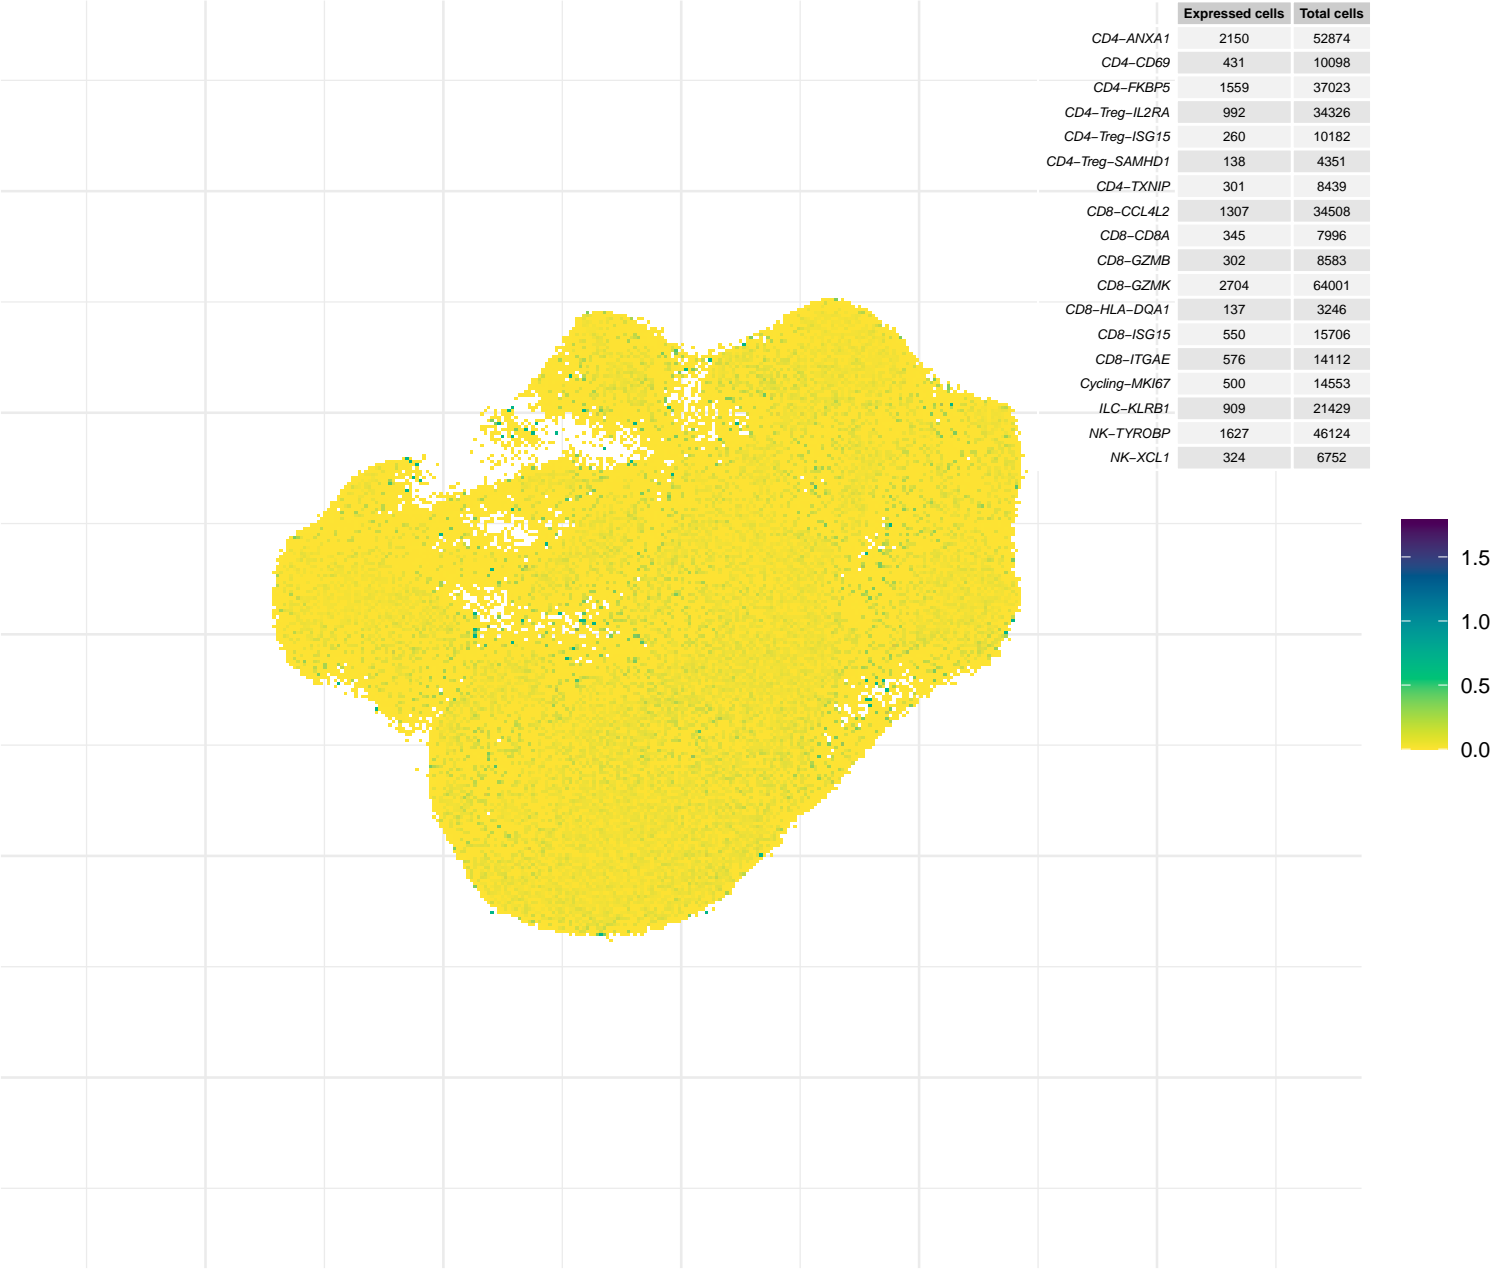 Expressed cells Total cells
CD4−ANXA1 2150 52874
CD4−CD69 431 10098
CD4−FKBP5 1559 37023
CD4−Treg−IL2RA 992 34326
CD4−Treg−ISG15 260 10182
CD4−Treg−SAMHD1 138 4351
CD4−TXNIP 301 8439
CD8−CCL4L2 1307 34508
CD8−CD8A 345 7996
CD8−GZMB 302 8583
CD8−GZMK 2704 64001
CD8−HLA−DQA1 137 3246
CD8−ISG15 550 15706
CD8−ITGAE 576 14112
Cycling−MKI67 500 14553
ILC−KLRB1 909 21429
NK−TYROBP 1627 46124
NK−XCL1 324 6752
1.5
1.0
0.5
0.0